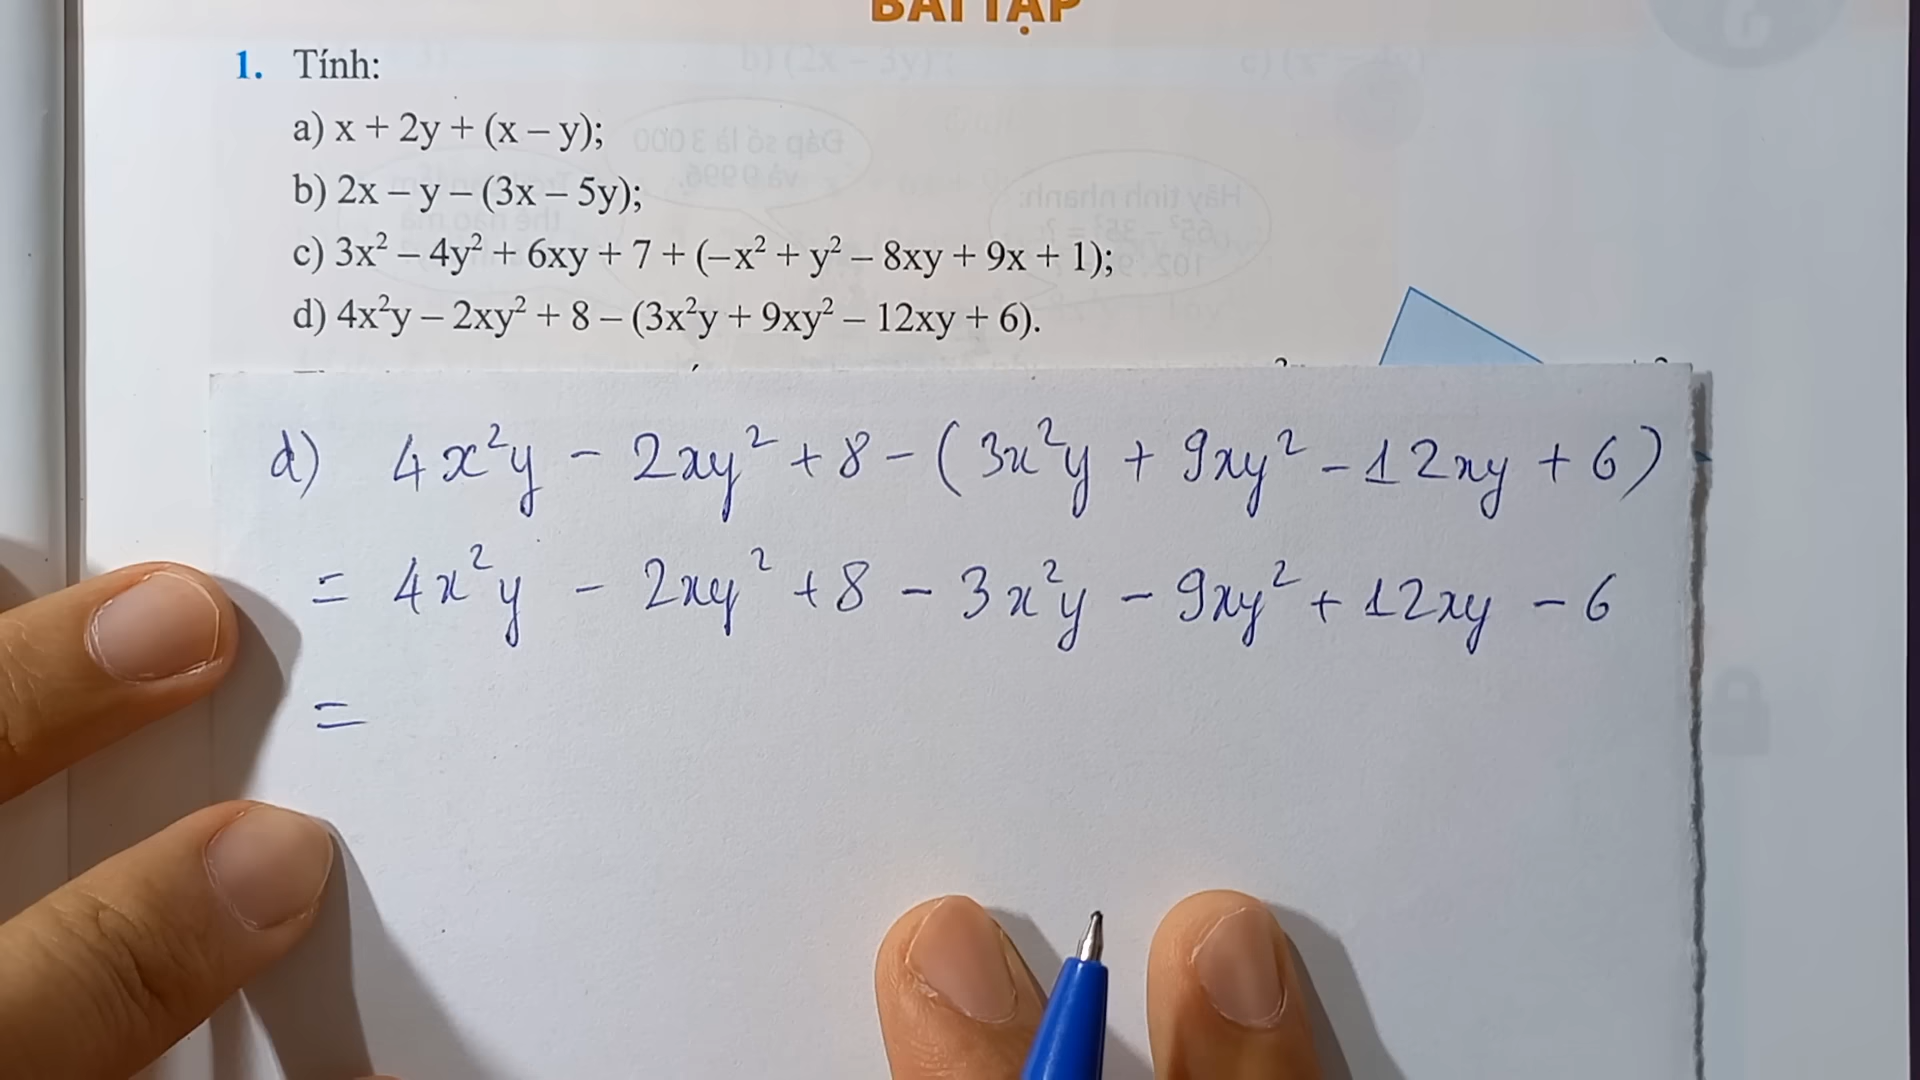 BÀI TẬP
1. Tính:
a) x + 2y + (x – y);
b) 2x – y – (3x – 5y);
c) 3x² – 4y² + 6xy + 7 + (–x² + y² – 8xy + 9x + 1);
d) 4x²y – 2xy² + 8 – (3x²y + 9xy² – 12xy + 6).
d) 4x²y - 2xy² + 8 - (3x²y + 9xy² - 12xy + 6)
= 4x²y - 2xy² + 8 - 3x²y - 9xy² + 12xy - 6
=